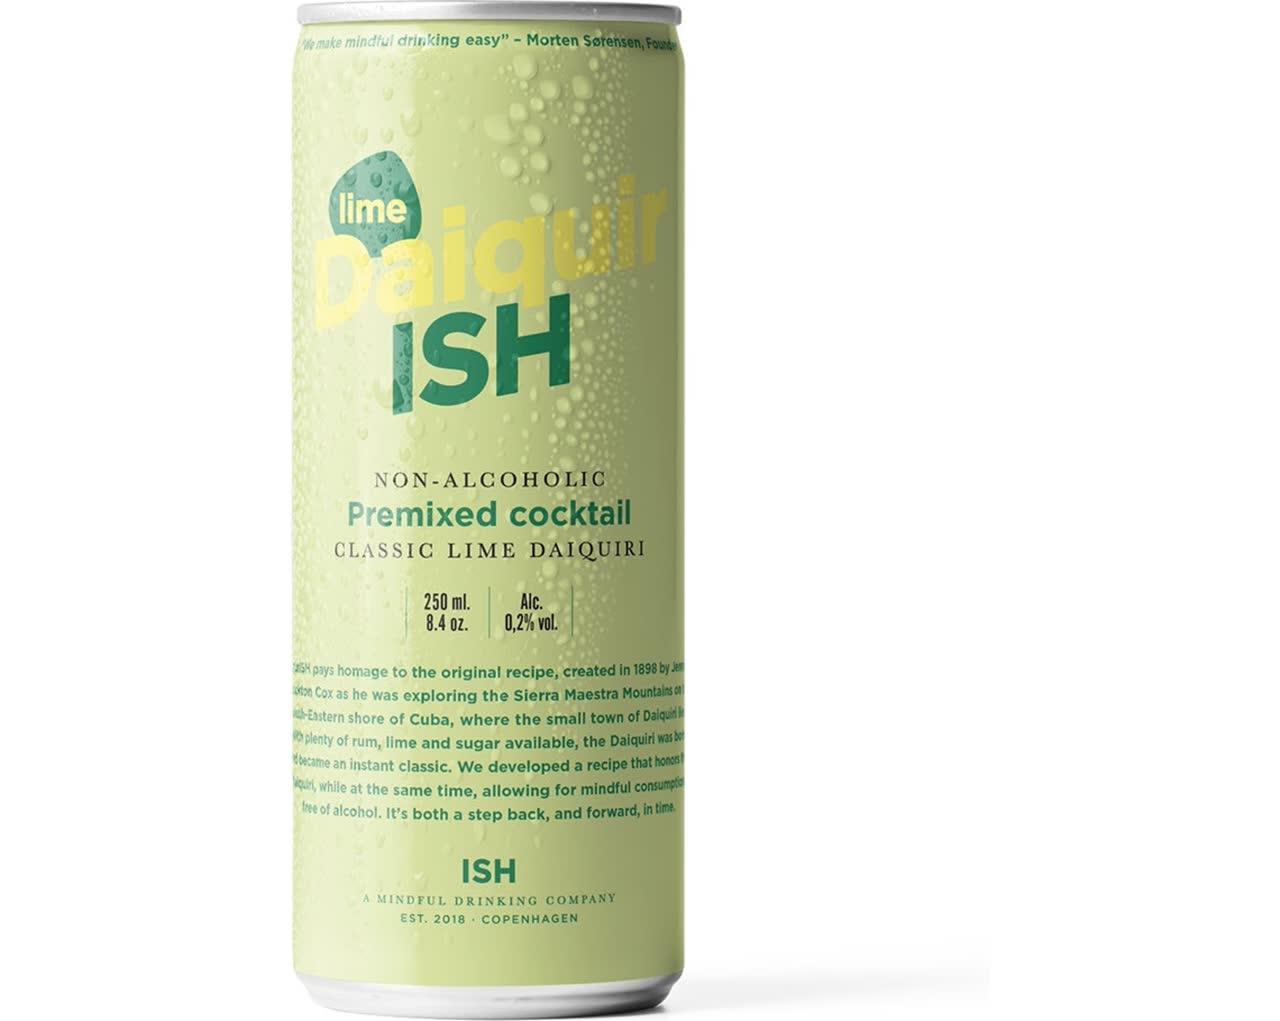 "We make mindful drinking easy" – Morten Sørensen, Founder
lime
Daiquir
ISH
NON-ALCOHOLIC
Premixed cocktail
CLASSIC LIME DAIQUIRI
250 ml.
8.4 oz.
Alc.
0,2% vol.
pays homage to the original recipe, created in 1898 by
Cox as he was exploring the Sierra Maestra Mountains on
-Eastern shore of Cuba, where the small town of Daiquiri
plenty of rum, lime and sugar available, the Daiquiri was
became an instant classic. We developed a recipe that honors
while at the same time, allowing for mindful consumption
free of alcohol. It's both a step back, and forward, in time.
ISH
A MINDFUL DRINKING COMPANY
EST. 2018 · COPENHAGEN